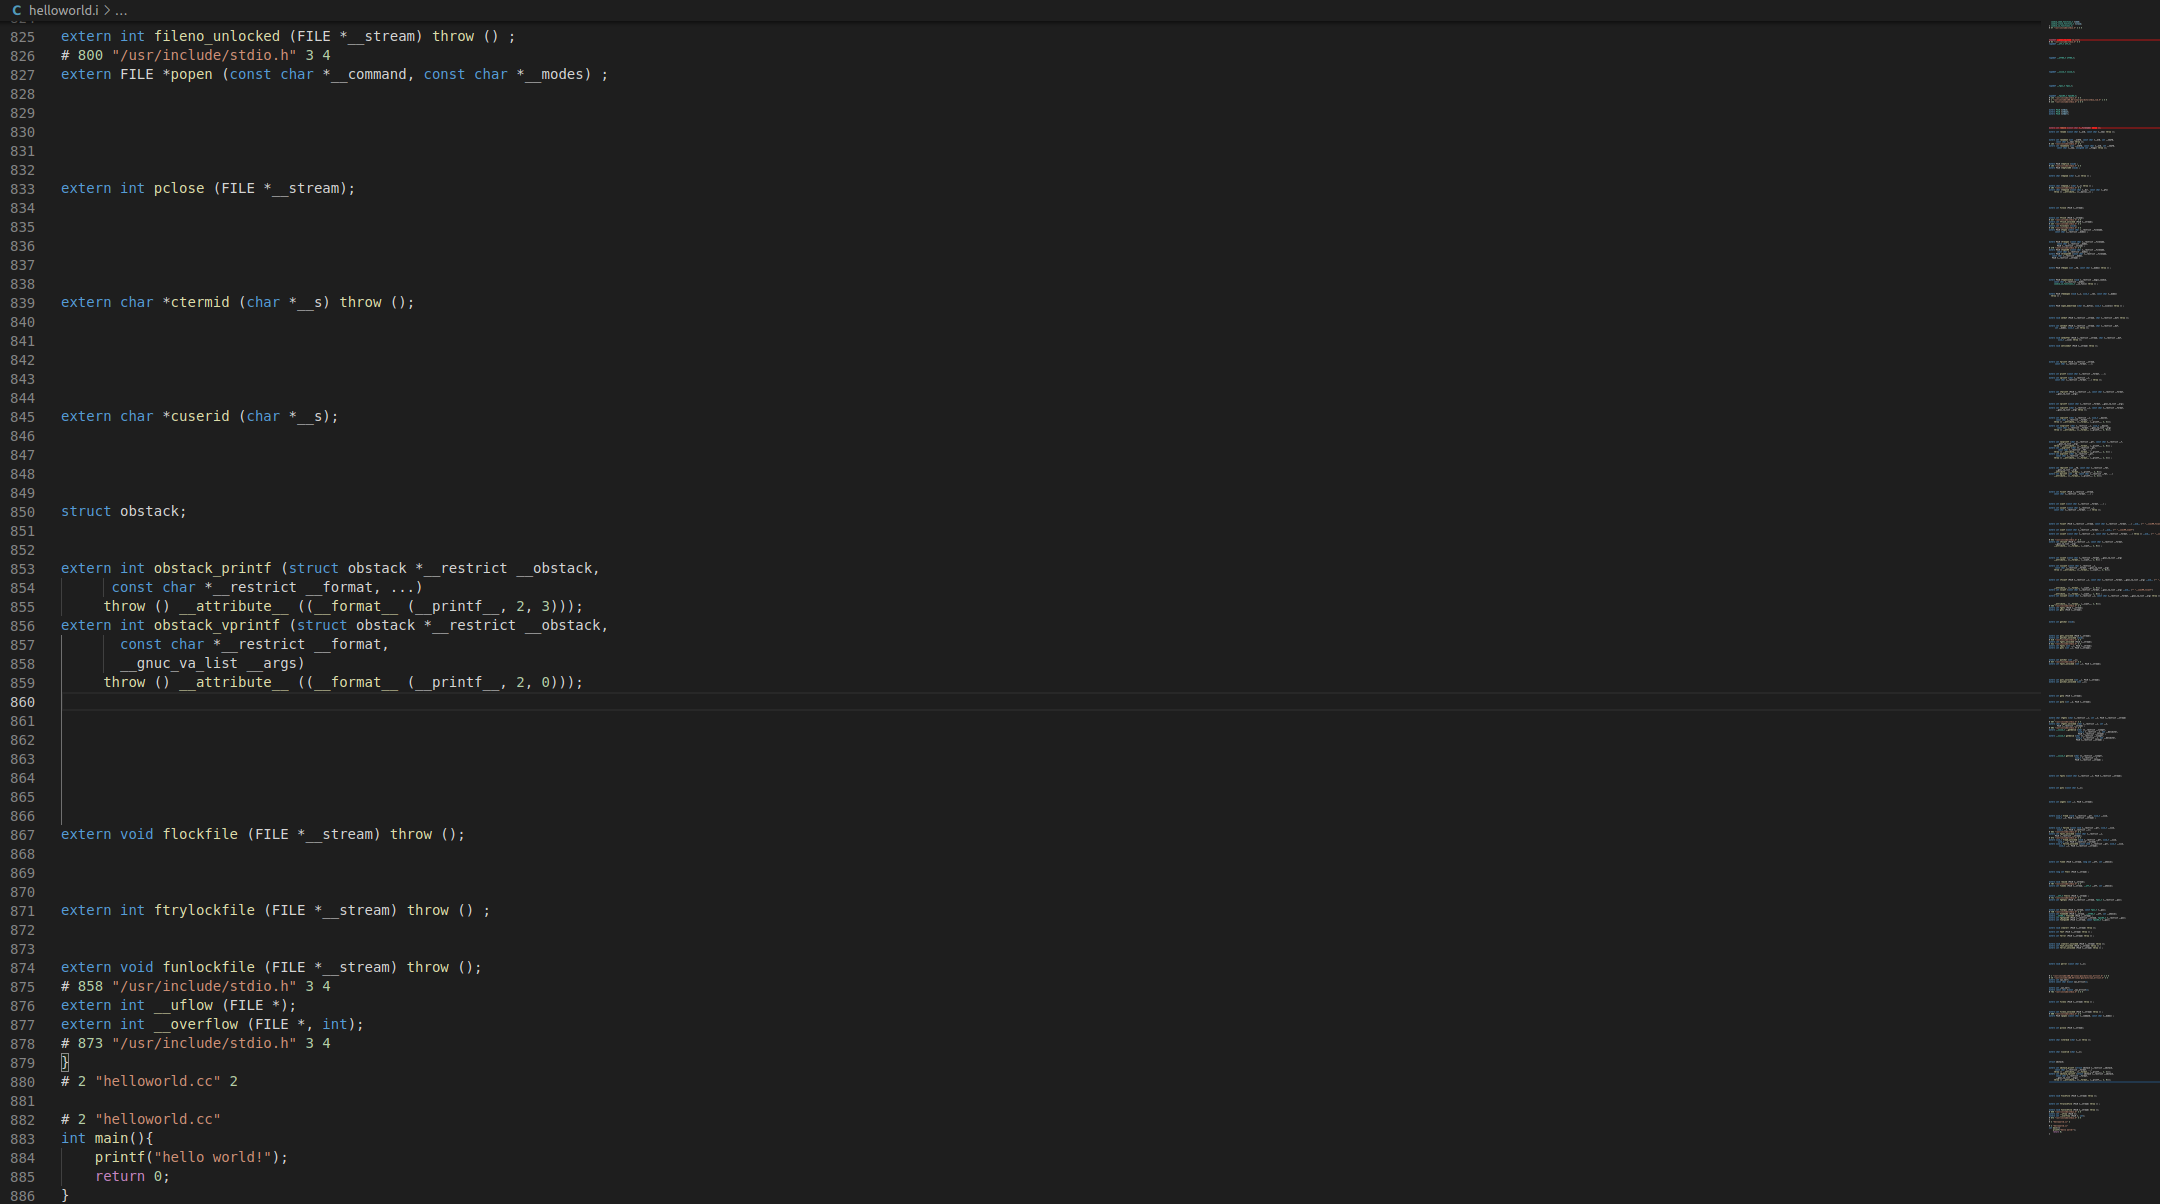 C helloworld.i > ...
825 extern int fileno_unlocked (FILE *__stream) throw () ;
826 # 800 "/usr/include/stdio.h" 3 4
827 extern FILE *popen (const char *__command, const char *__modes) ;
828
829
830
831
832
833 extern int pclose (FILE *__stream);
834
835
836
837
838
839 extern char *ctermid (char *__s) throw ();
840
841
842
843
844
845 extern char *cuserid (char *__s);
846
847
848
849
850 struct obstack;
851
852
853 extern int obstack_printf (struct obstack *__restrict __obstack,
854 const char *__restrict __format, ...)
855 throw () __attribute__ ((__format__ (__printf__, 2, 3)));
856 extern int obstack_vprintf (struct obstack *__restrict __obstack,
857 const char *__restrict __format,
858 __gnuc_va_list __args)
859 throw () __attribute__ ((__format__ (__printf__, 2, 0)));
860
861
862
863
864
865
866
867 extern void flockfile (FILE *__stream) throw ();
868
869
870
871 extern int ftrylockfile (FILE *__stream) throw () ;
872
873
874 extern void funlockfile (FILE *__stream) throw ();
875 # 858 "/usr/include/stdio.h" 3 4
876 extern int __uflow (FILE *);
877 extern int __overflow (FILE *, int);
878 # 873 "/usr/include/stdio.h" 3 4
879 }
880 # 2 "helloworld.cc" 2
881
882 # 2 "helloworld.cc"
883 int main(){
884 printf("hello world!");
885 return 0;
886 }